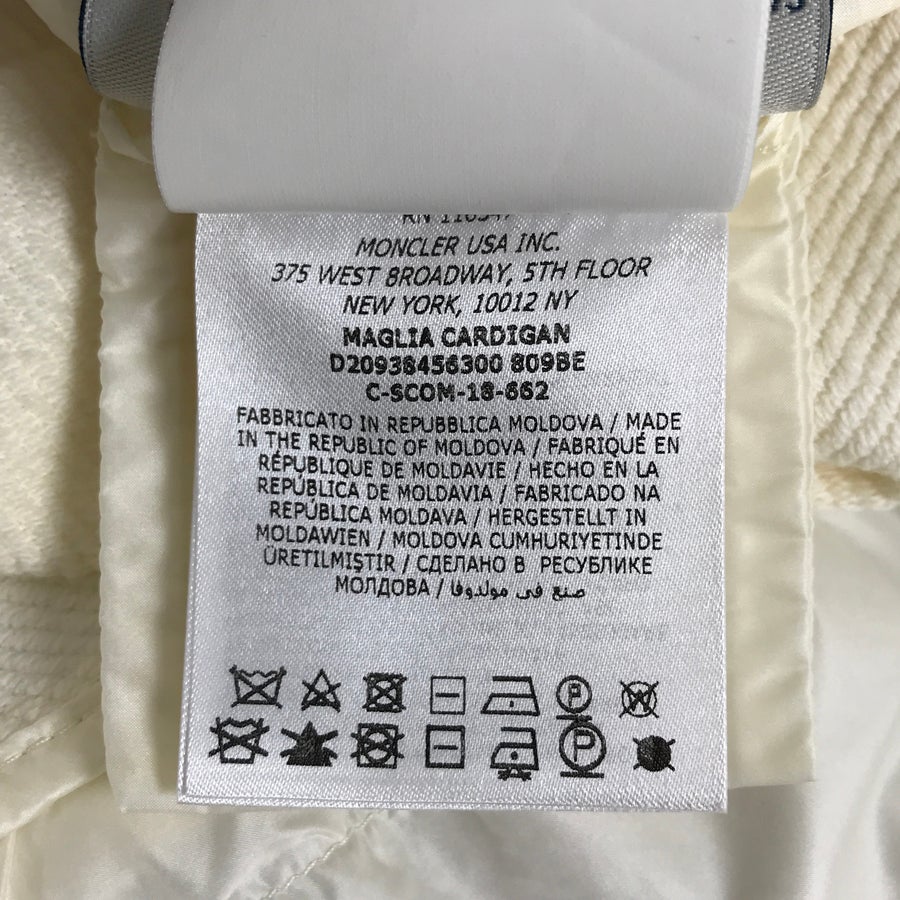 MONCLER USA INC.
375 WEST BROADWAY, 5TH FLOOR
NEW YORK, 10012 NY
MAGLIA CARDIGAN
D20938456300 809BE
C-SCOM-18-662
FABBRICATO IN REPUBBLICA MOLDOVA / MADE
IN THE REPUBLIC OF MOLDOVA / FABRIQUÉ EN
RÉPUBLIQUE DE MOLDAVIE / HECHO EN LA
REPÚBLICA DE MOLDAVIA / FABRICADO NA
REPÚBLICA MOLDAVA / HERGESTELLT IN
MOLDAWIEN / MOLDOVA CUMHURIYETINDE
ÜRETILMIŞTIR / СДЕЛАНО В РЕСУБЛИКЕ
МОЛДОВА / صنع في مولدوفا